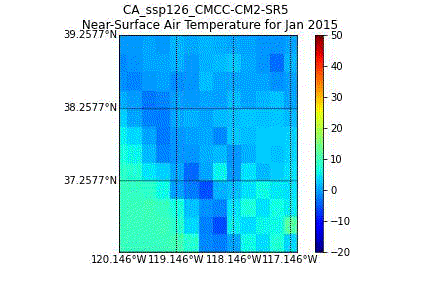 CA_ssp126_CMCC-CM2-SR5
Near-Surface Air Temperature for Jan 2015
39.2577°N
38.2577°N
37.2577°N
120.146°W 119.146°W 118.146°W 117.146°W
50
40
30
20
10
0
−10
−20